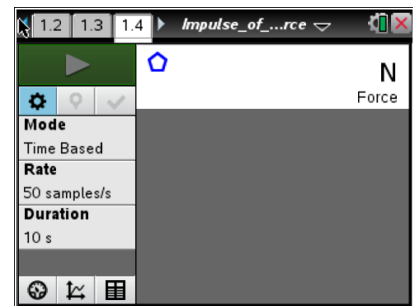 1.2 1.3 1.4 Impulse_of_...rce
N
Force
Mode
Time Based
Rate
50 samples/s
Duration
10 s